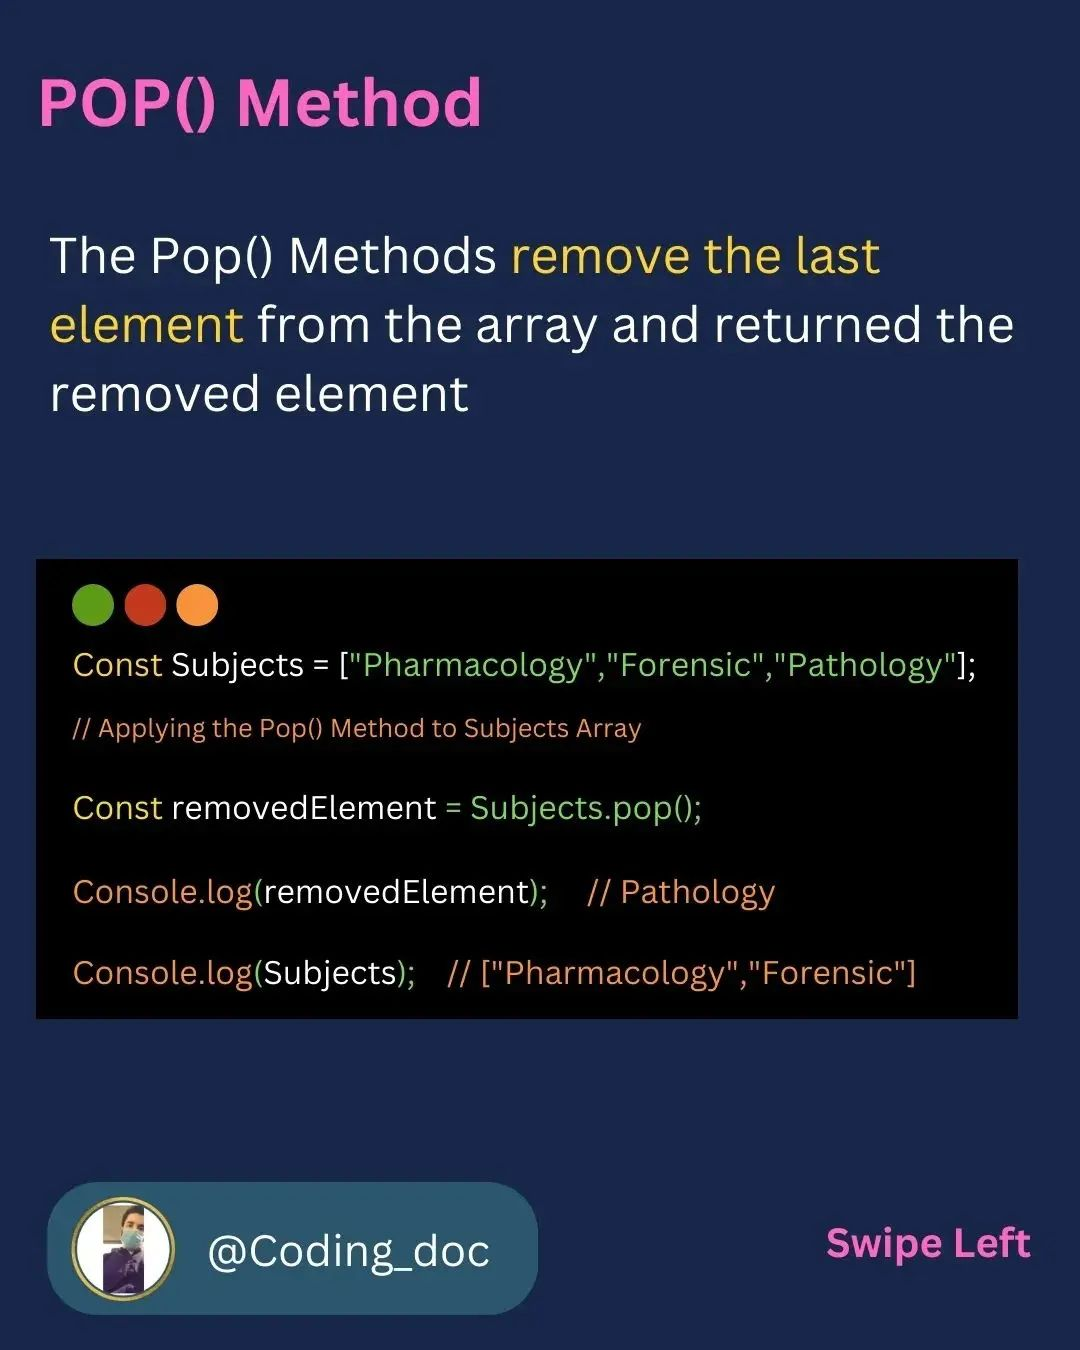 POP() Method
The Pop() Methods remove the last
element from the array and returned the
removed element
Const Subjects = ["Pharmacology","Forensic","Pathology"];
// Applying the Pop() Method to Subjects Array
Const removedElement = Subjects.pop();
Console.log(removedElement); // Pathology
Console.log(Subjects); // ["Pharmacology","Forensic"]
@Coding_doc
Swipe Left